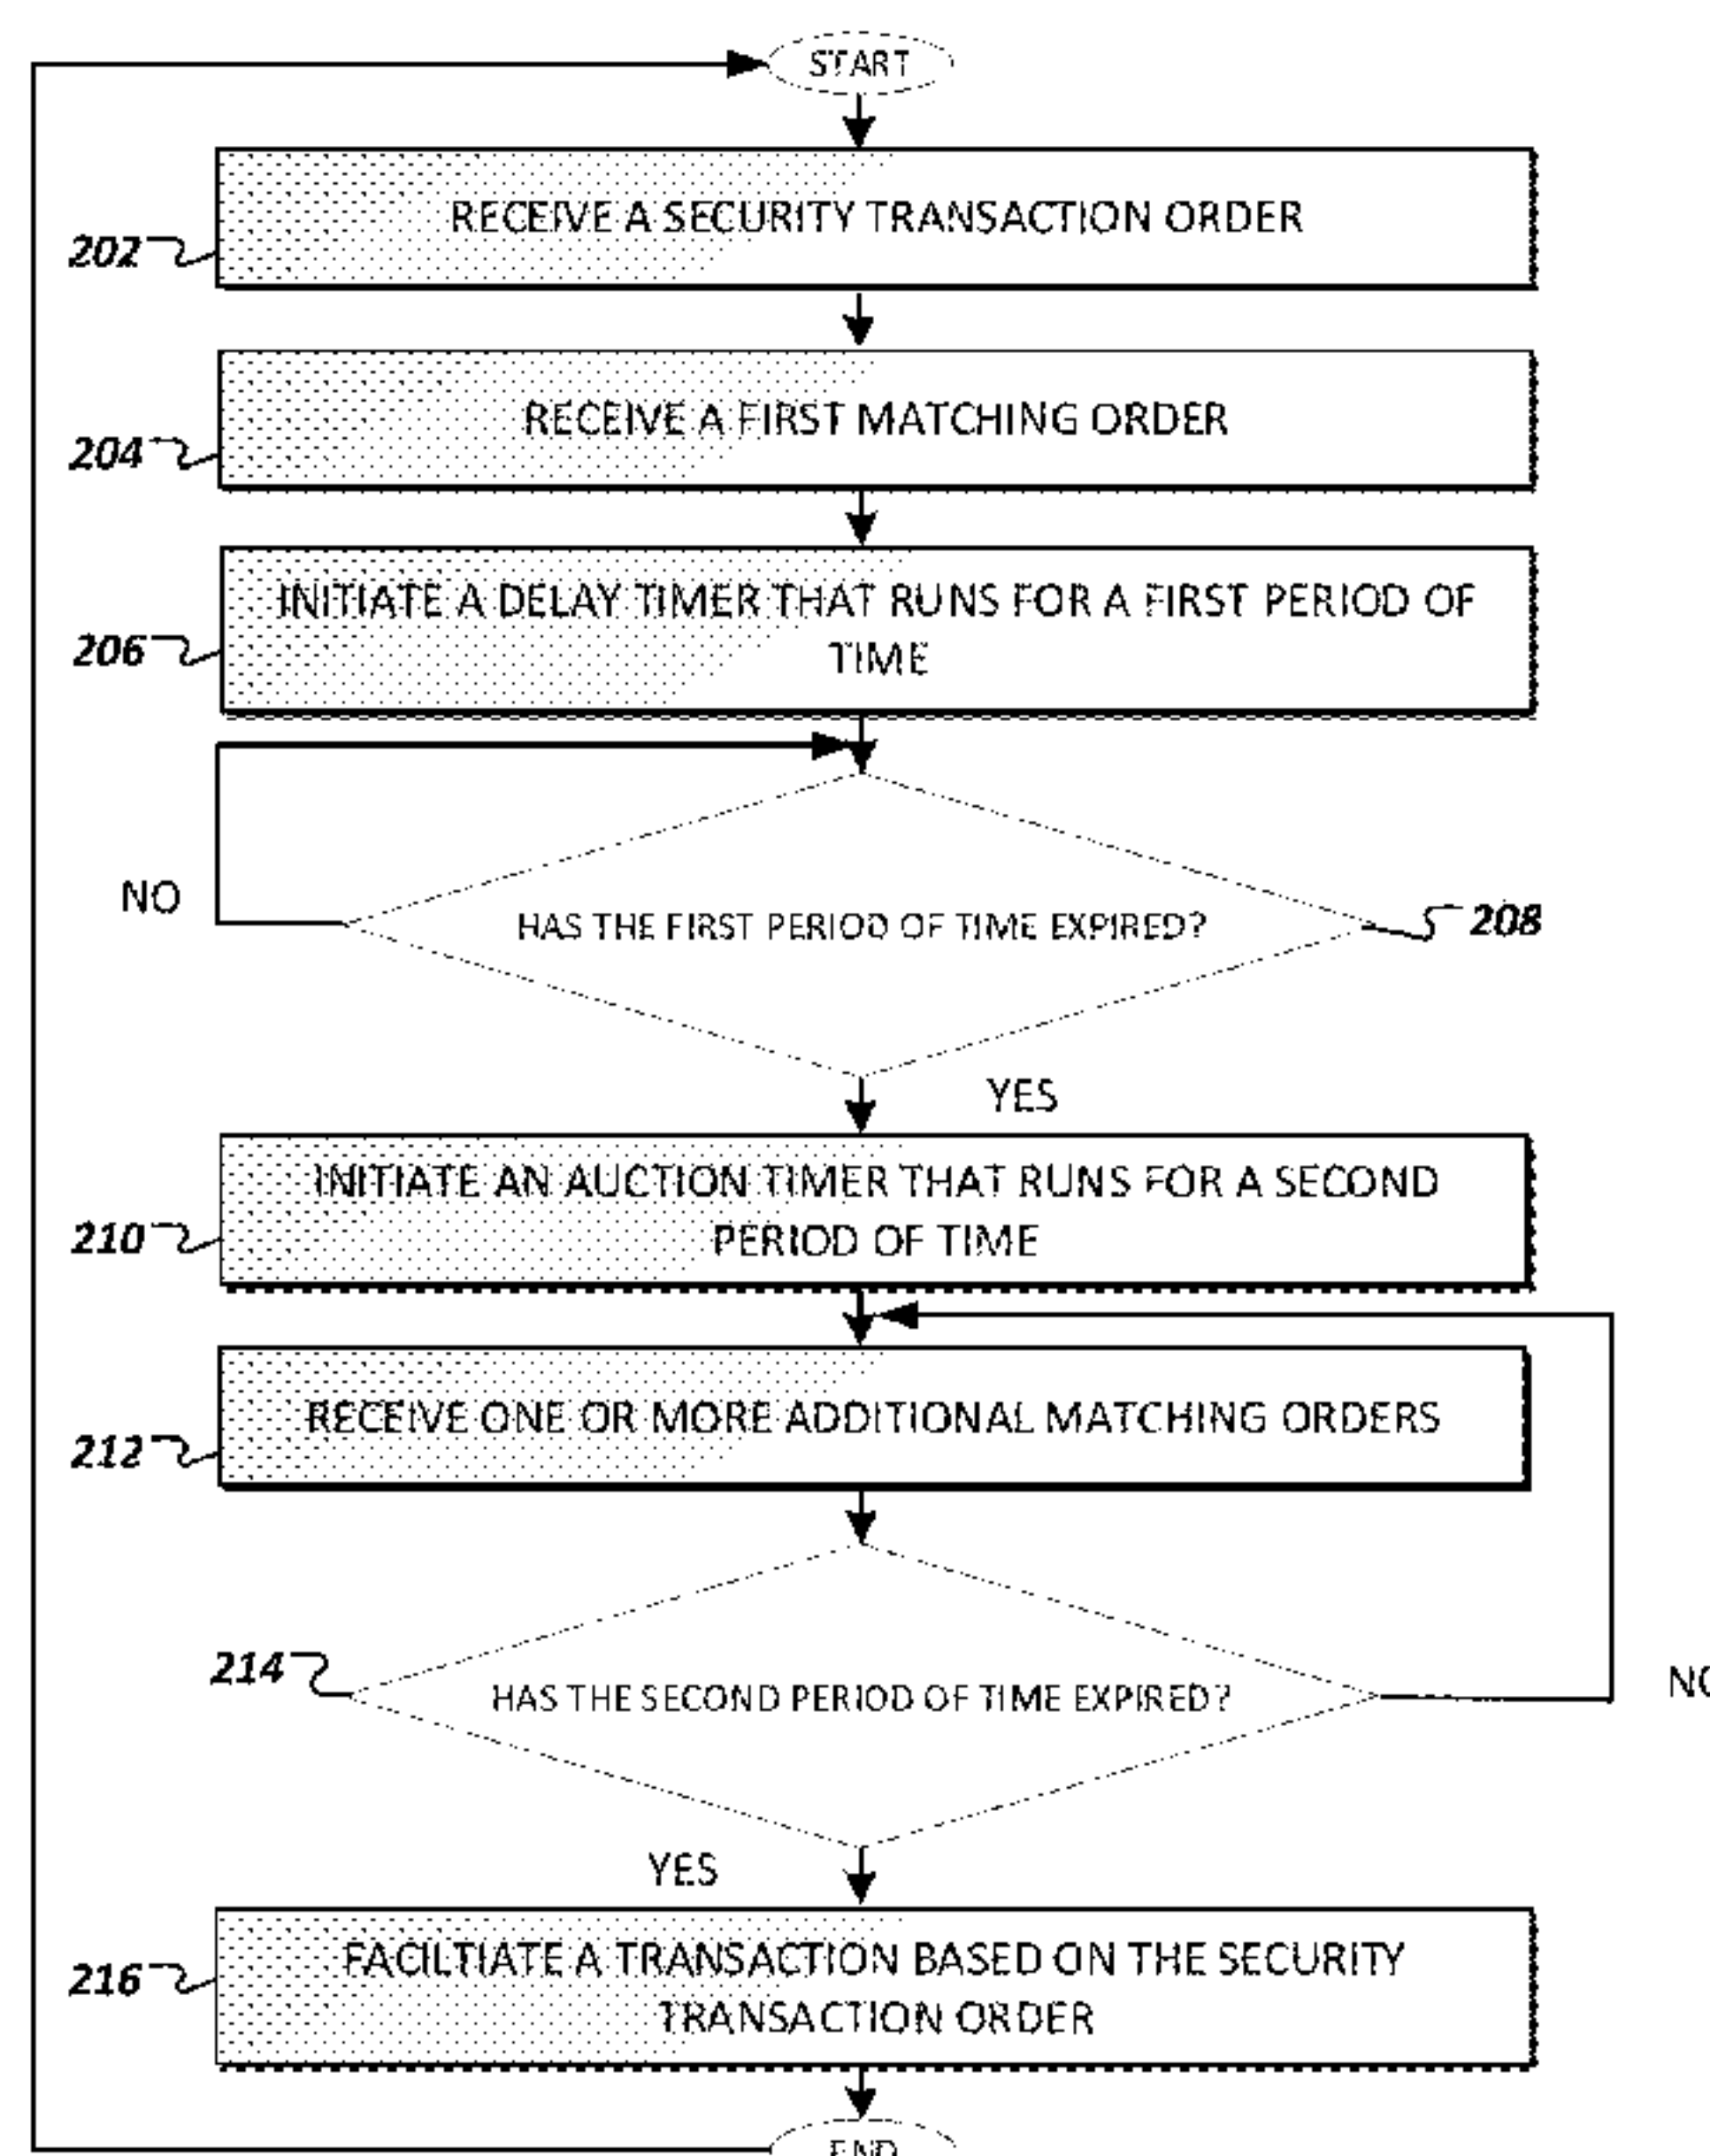 START
RECEIVE A SECURITY TRANSACTION ORDER
202
RECEIVE A FIRST MATCHING ORDER
204
INITIATE A DELAY TIMER THAT RUNS FOR A FIRST PERIOD OF
TIME
206
NO
HAS THE FIRST PERIOD OF TIME EXPIRED?
208
YES
INITIATE AN AUCTION TIMER THAT RUNS FOR A SECOND
PERIOD OF TIME
210
RECEIVE ONE OR MORE ADDITIONAL MATCHING ORDERS
212
214
HAS THE SECOND PERIOD OF TIME EXPIRED?
NO
YES
FACILTIATE A TRANSACTION BASED ON THE SECURITY
TRANSACTION ORDER
216
END